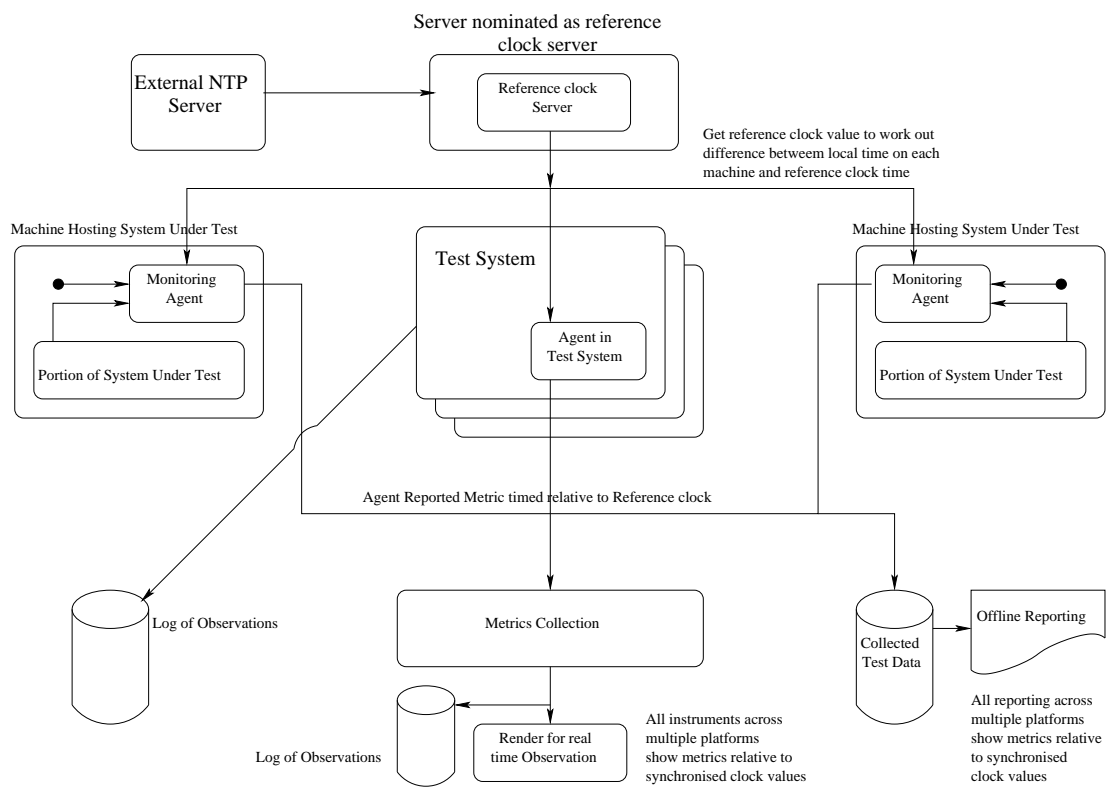 Server nominated as reference
clock server
External NTP
Server
Reference clock
Server
Get reference clock value to work out
difference betweem local time on each
machine and reference clock time
Machine Hosting System Under Test
Monitoring
Agent
Portion of System Under Test
Test System
Agent in
Test System
Machine Hosting System Under Test
Monitoring
Agent
Portion of System Under Test
Agent Reported Metric timed relative to Reference clock
Log of Observations
Metrics Collection
Collected
Test Data
Offline Reporting
Log of Observations
Render for real
time Observation
All instruments across
multiple platforms
show metrics relative to
synchronised clock values
All reporting across
multiple platforms
show metrics relative
to synchronised
clock values